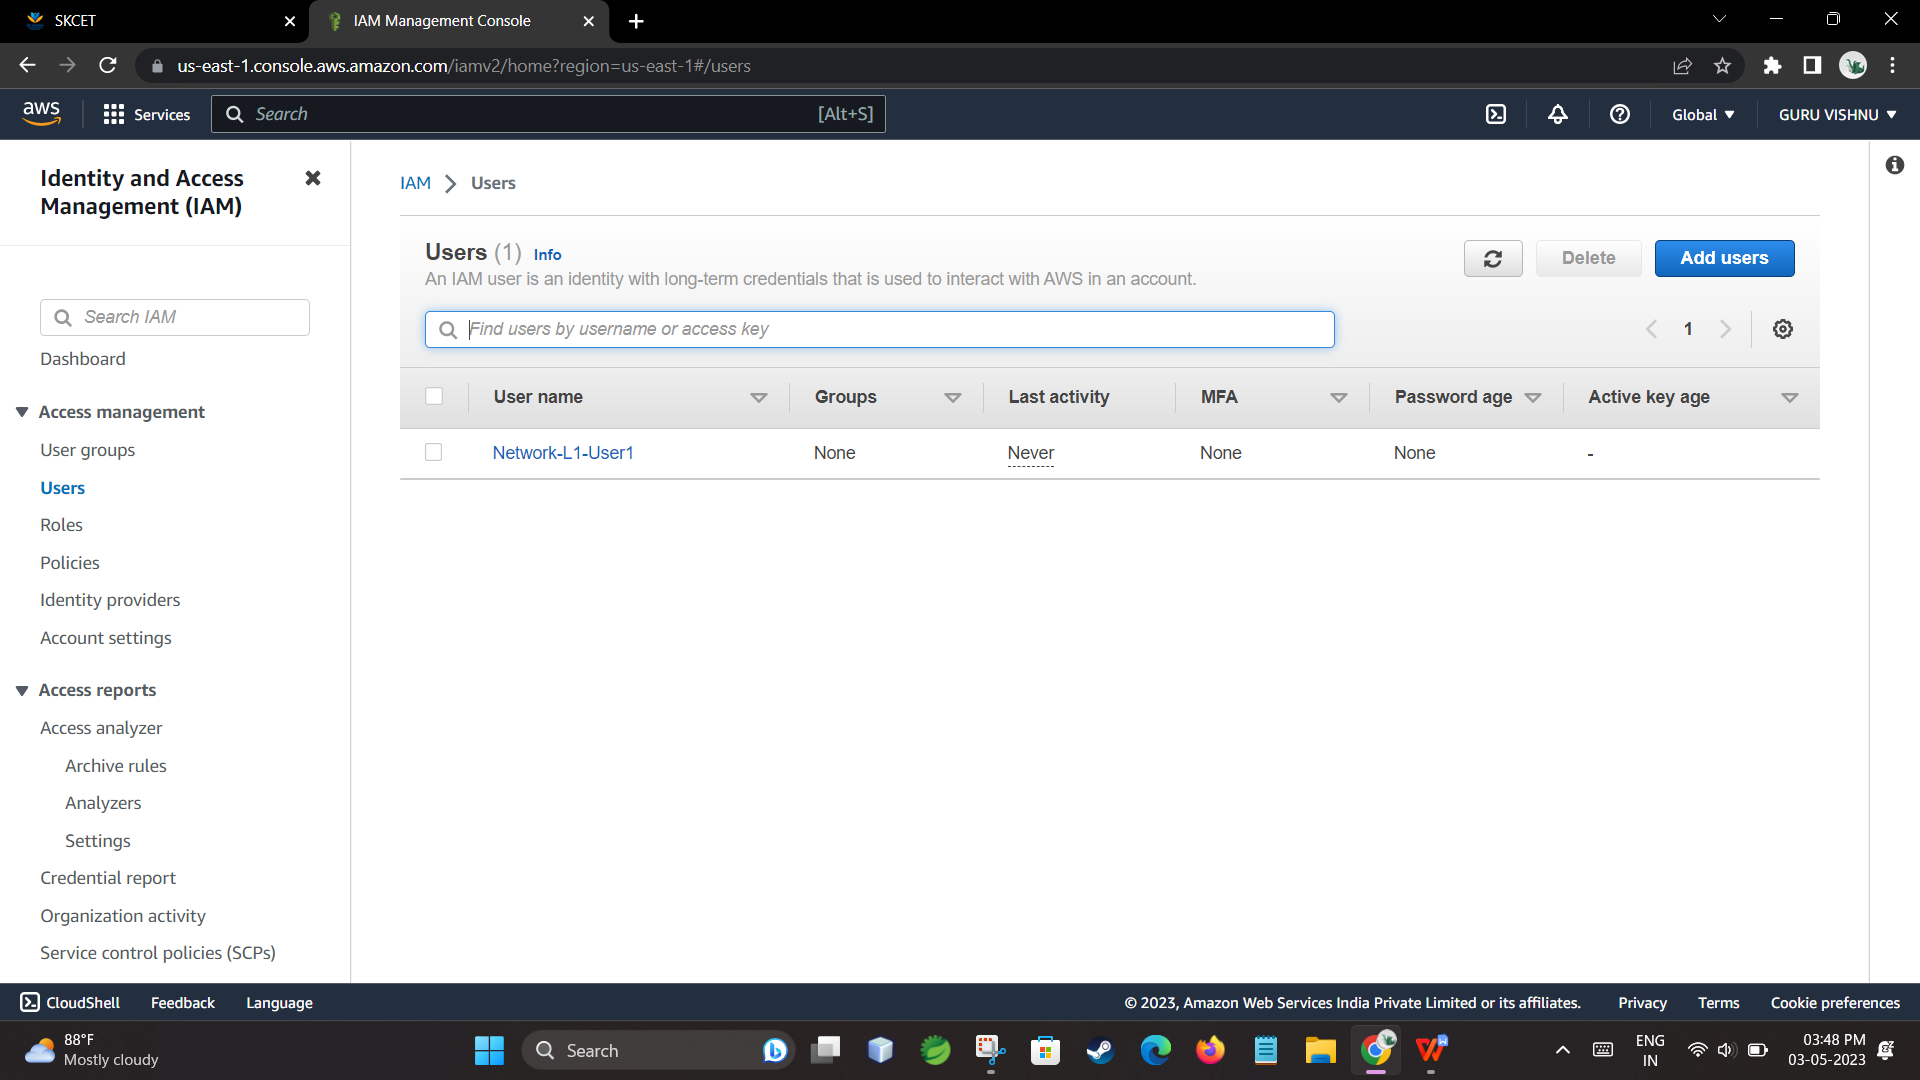 SKCET
IAM Management Console
us-east-1.console.aws.amazon.com/iamv2/home?region=us-east-1#/users
aws
Services
Search
[Alt+S]
Global
GURU VISHNU
Identity and Access
Management (IAM)
Search IAM
Dashboard
Access management
User groups
Users
Roles
Policies
Identity providers
Account settings
Access reports
Access analyzer
Archive rules
Analyzers
Settings
Credential report
Organization activity
Service control policies (SCPs)
IAM > Users
Users (1) Info
An IAM user is an identity with long-term credentials that is used to interact with AWS in an account.
Delete
Add users
Find users by username or access key
1
User name Groups Last activity MFA Password age Active key age
Network-L1-User1 None Never None None -
CloudShell Feedback Language
© 2023, Amazon Web Services India Private Limited or its affiliates. Privacy Terms Cookie preferences
88°F
Mostly cloudy
Search
ENG
IN
03:48 PM
03-05-2023